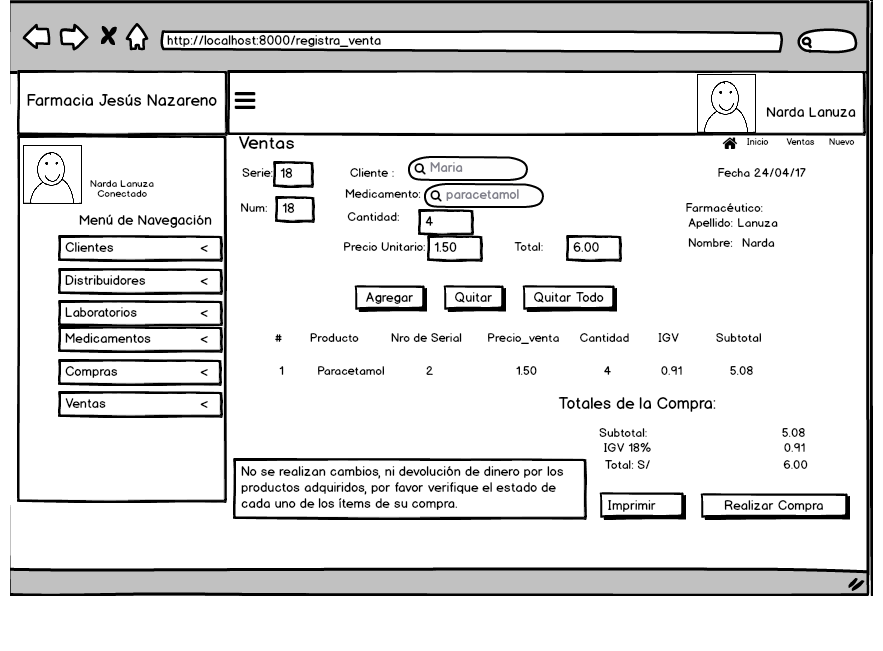 http://localhost:8000/registra_venta
Farmacia Jesús Nazareno
Narda Lanuza
Narda Lanuza
Conectado
Menú de Navegación
Clientes <
Distribuidores <
Laboratorios <
Medicamentos <
Compras <
Ventas <
Ventas
Inicio Ventas Nuevo
Serie: 18 Cliente : Maria Fecha 24/04/17
Num: 18 Medicamento: paracetamol
Cantidad: 4
Precio Unitario: 1.50 Total: 6.00
Farmacéutico:
Apellido: Lanuza
Nombre: Narda
Agregar Quitar Quitar Todo
# Producto Nro de Serial Precio_venta Cantidad IGV Subtotal
1 Paracetamol 2 1.50 4 0.91 5.08
Totales de la Compra:
Subtotal: 5.08
IGV 18% 0.91
Total: S/ 6.00
No se realizan cambios, ni devolución de dinero por los
productos adquiridos, por favor verifique el estado de
cada uno de los ítems de su compra.
Imprimir Realizar Compra